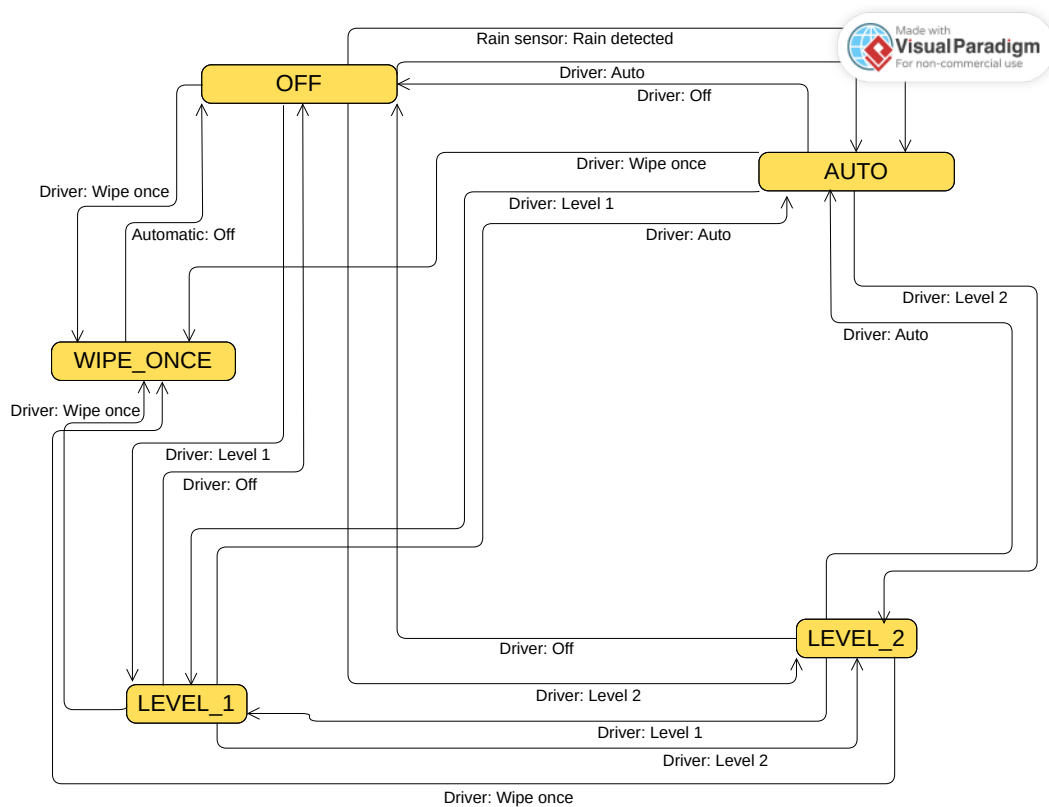 Made with
Visual Paradigm
For non-commercial use
Rain sensor: Rain detected
OFF
Driver: Auto
Driver: Off
Driver: Wipe once
AUTO
Driver: Wipe once
Driver: Level 1
Automatic: Off
Driver: Auto
Driver: Level 2
Driver: Auto
WIPE_ONCE
Driver: Wipe once
Driver: Level 1
Driver: Off
LEVEL_2
Driver: Off
Driver: Level 2
LEVEL_1
Driver: Level 1
Driver: Level 2
Driver: Wipe once